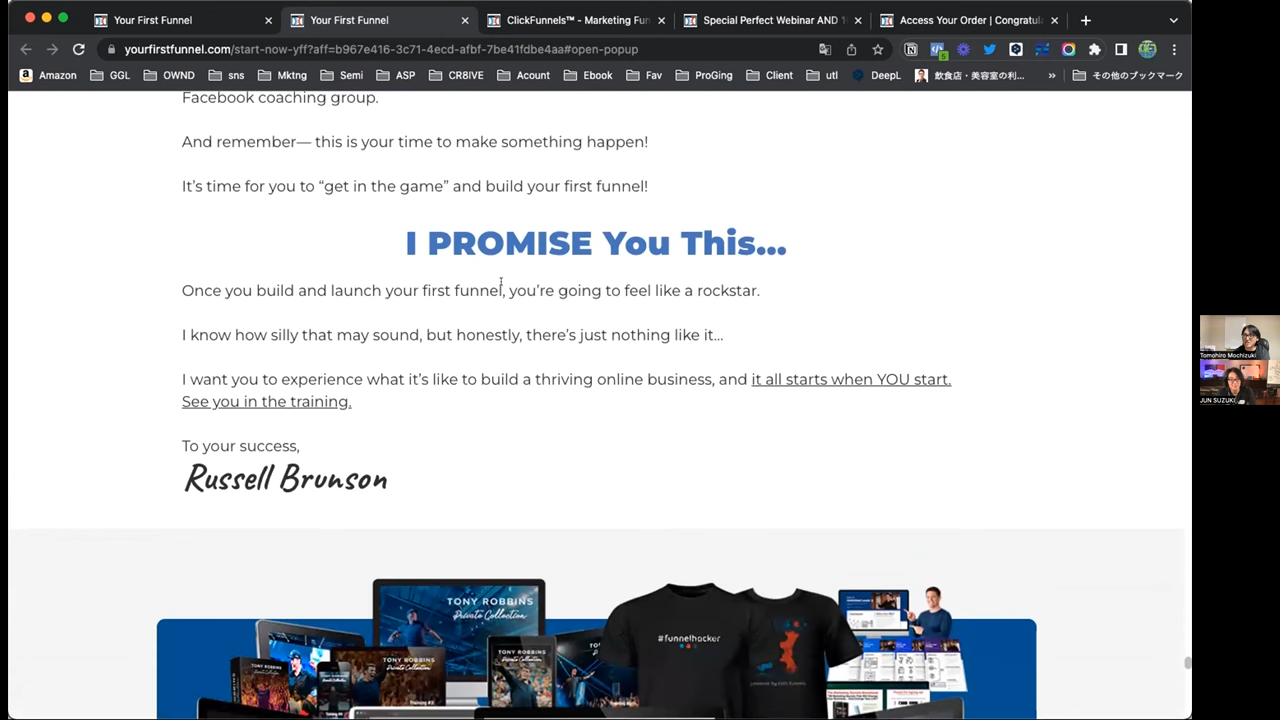 Your First Funnel
Your First Funnel
ClickFunnels™ - Marketing Fun
Special Perfect Webinar AND 1
Access Your Order | Congratul
yourfirstfunnel.com/start-now-yff?aff=b967e416-3c71-4ecd-afbf-7be41fdbe4aa#open-popup
Amazon GGL OWND sns Mktng Semi ASP CR8IVE Acount Ebook Fav ProGing Client utl DeepL 飲食店・美容室の利... » その他のブックマーク
Facebook coaching group.
And remember— this is your time to make something happen!
It's time for you to “get in the game” and build your first funnel!
I PROMISE You This...
Once you build and launch your first funnel, you're going to feel like a rockstar.
I know how silly that may sound, but honestly, there's just nothing like it...
I want you to experience what it's like to build a thriving online business, and it all starts when YOU start.
See you in the training.
To your success,
Russell Brunson
TONY ROBBINS
Private Collection
#funnelhacker
TONY ROBBINS
Private Collection
TONY ROBBINS
Private Collection
Tomohiro Mochizuki
JUN SUZUKI